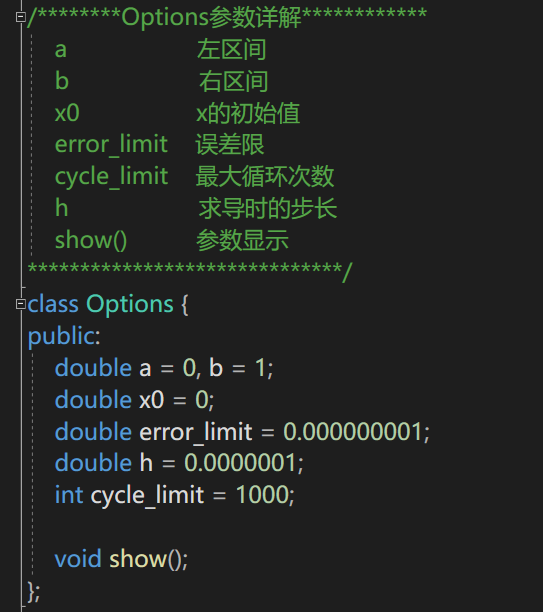 /********Options参数详解************
a 左区间
b 右区间
x0 x的初始值
error_limit 误差限
cycle_limit 最大循环次数
h 求导时的步长
show() 参数显示
******************************/
class Options {
public:
double a = 0, b = 1;
double x0 = 0;
double error_limit = 0.000000001;
double h = 0.0000001;
int cycle_limit = 1000;
void show();
};